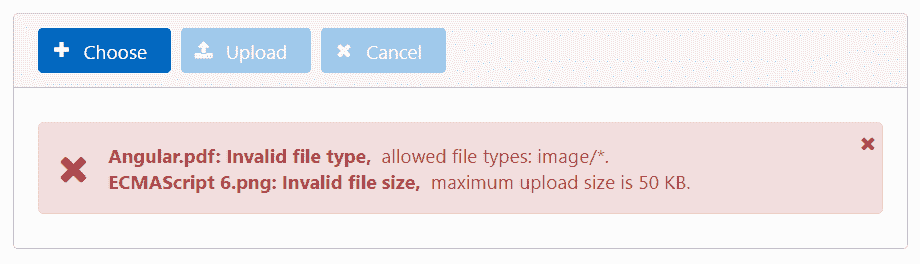 Choose Upload Cancel
Angular.pdf: Invalid file type, allowed file types: image/*.
ECMAScript 6.png: Invalid file size, maximum upload size is 50 KB.